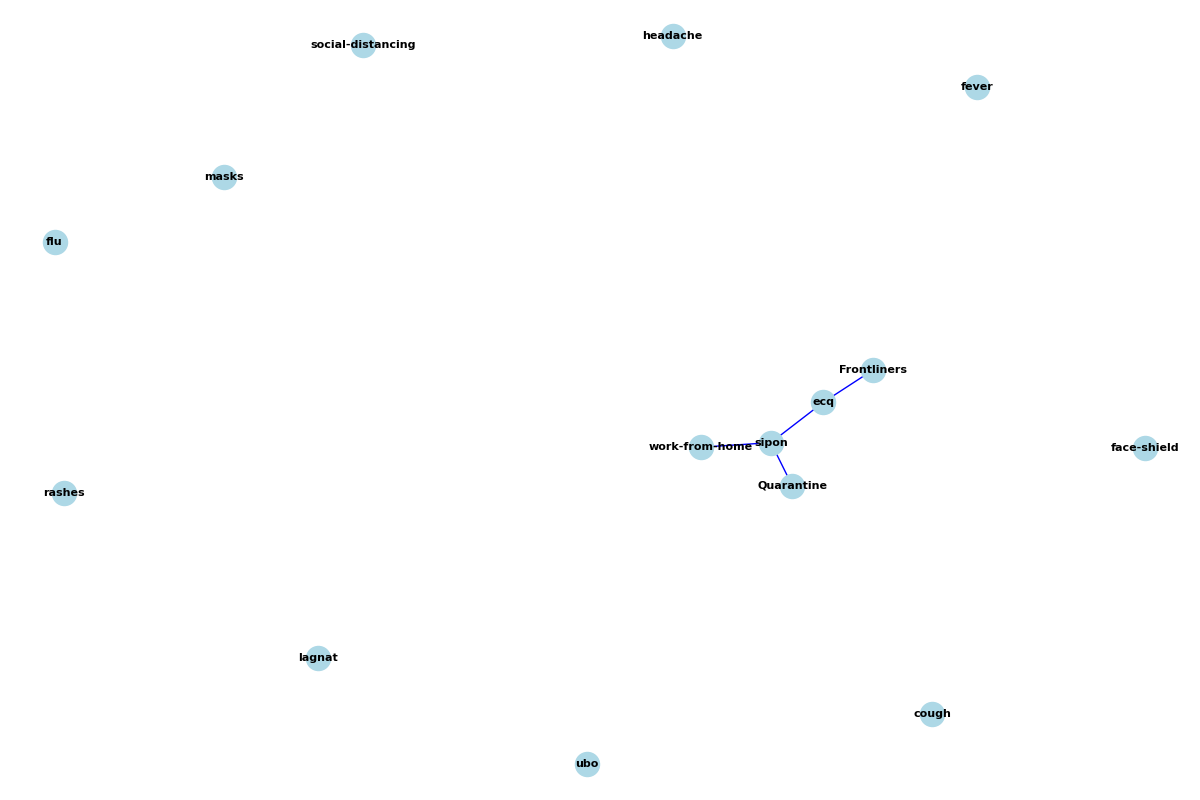 headache
social-distancing
fever
masks
flu
Frontliners
ecq
sipon
work-from-home
face-shield
Quarantine
rashes
lagnat
cough
ubo